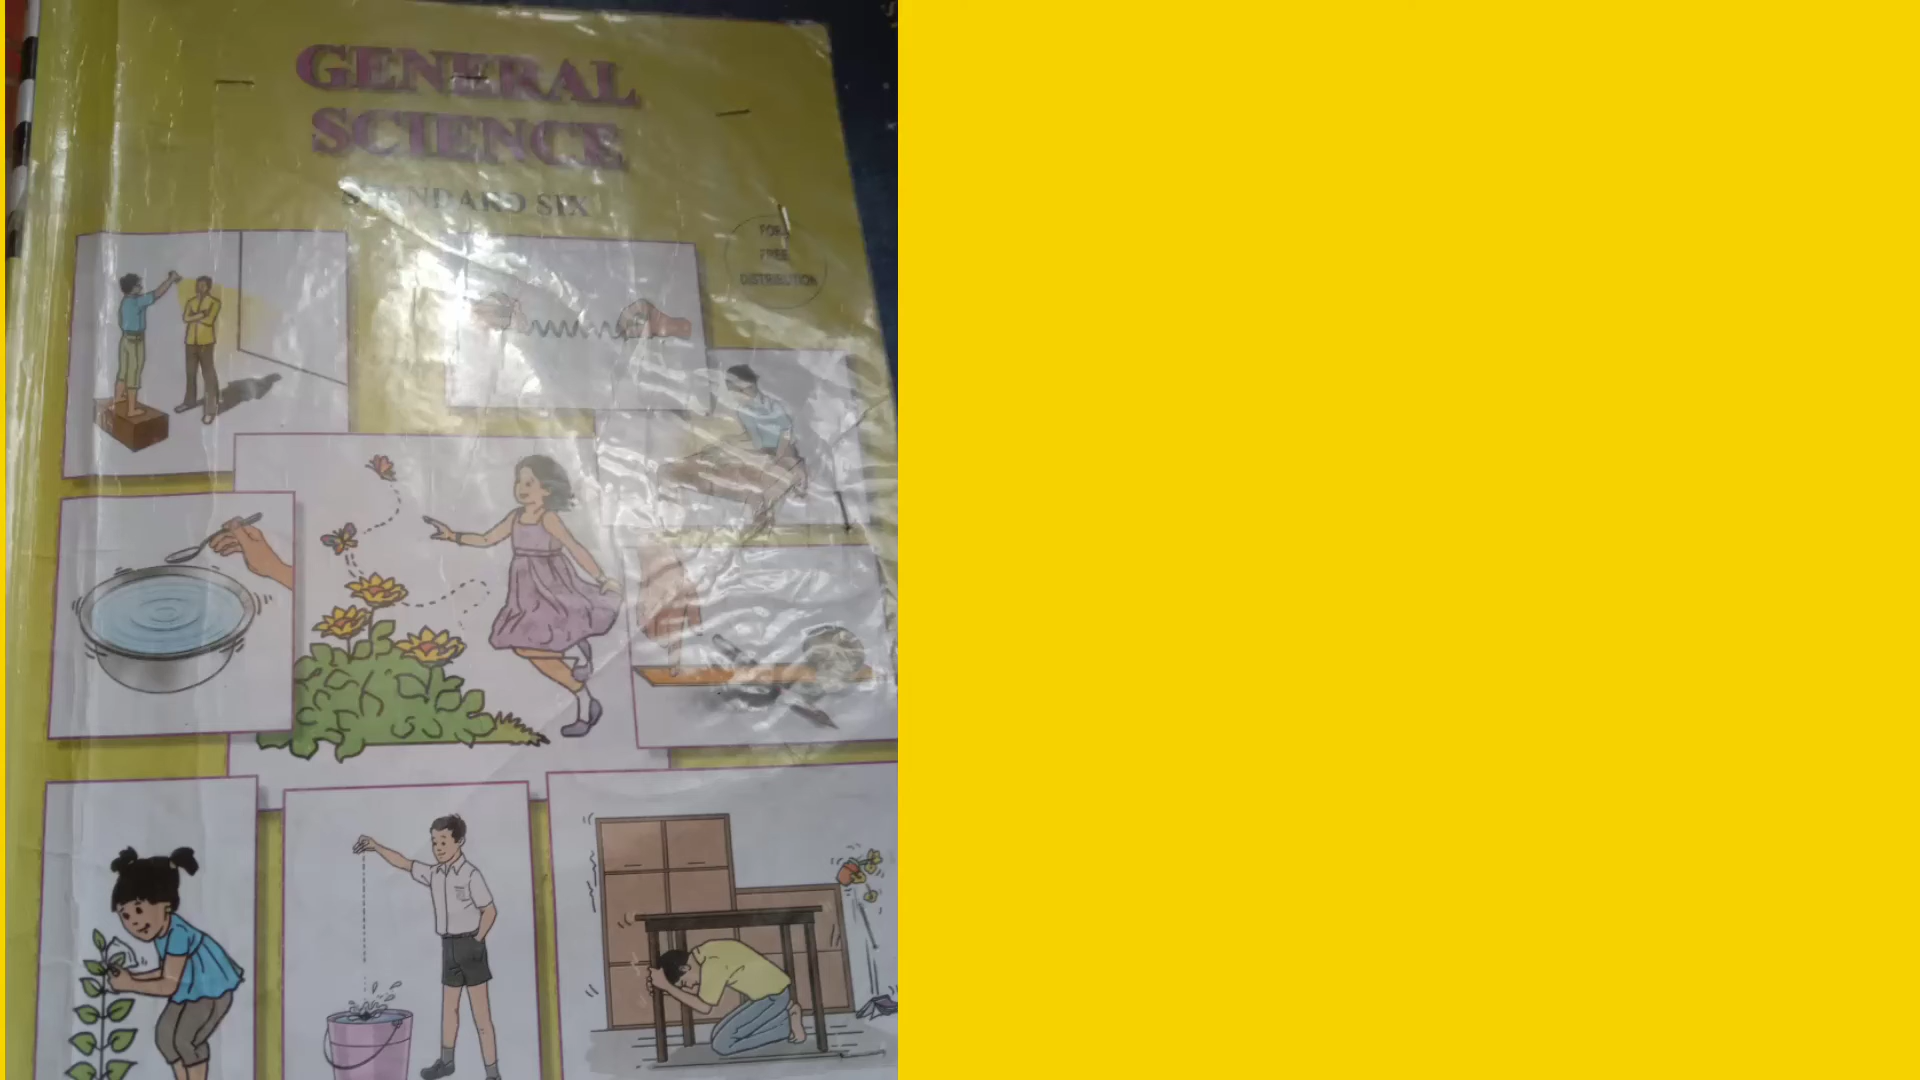 GENERAL
SCIENCE
STANDARD SIX
FOR
FREE
DISTRIBUTION